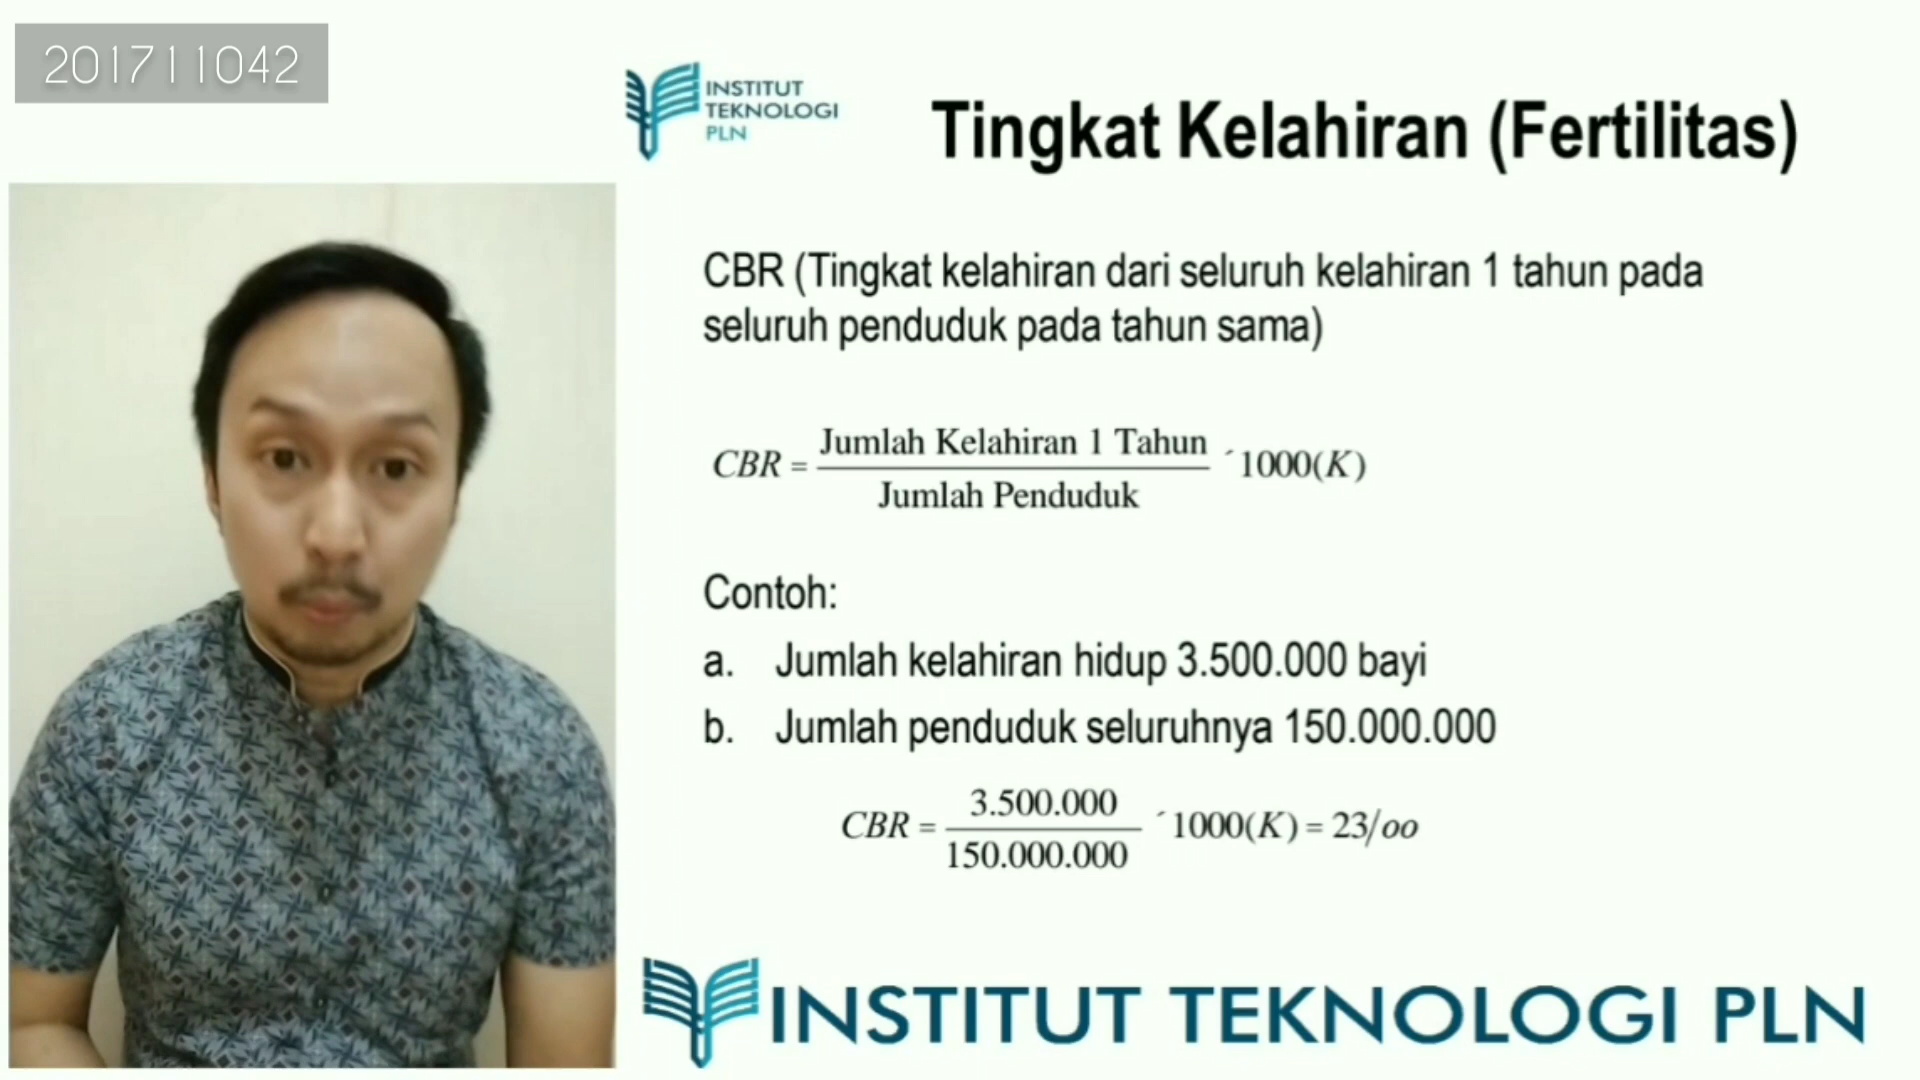 201711042
INSTITUT
TEKNOLOGI
PLN
Tingkat Kelahiran (Fertilitas)
CBR (Tingkat kelahiran dari seluruh kelahiran 1 tahun pada
seluruh penduduk pada tahun sama)
CBR = Jumlah Kelahiran 1 Tahun / Jumlah Penduduk ´ 1000(K)
Contoh:
a. Jumlah kelahiran hidup 3.500.000 bayi
b. Jumlah penduduk seluruhnya 150.000.000
CBR = 3.500.000 / 150.000.000 ´ 1000(K) = 23/oo
INSTITUT TEKNOLOGI PLN